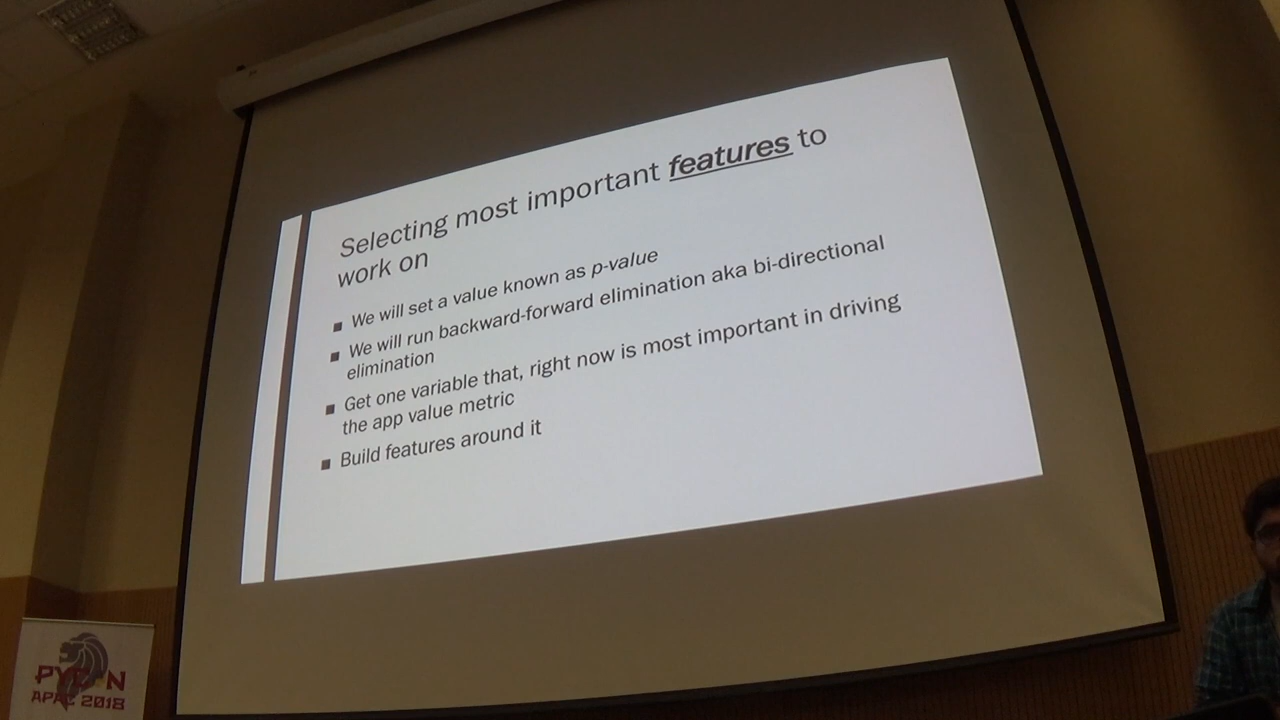 Selecting most important features to
work on
■ We will set a value known as p-value
■ We will run backward-forward elimination aka bi-directional
elimination
■ Get one variable that, right now is most important in driving
the app value metric
■ Build features around it
PYCON
APAC 2018